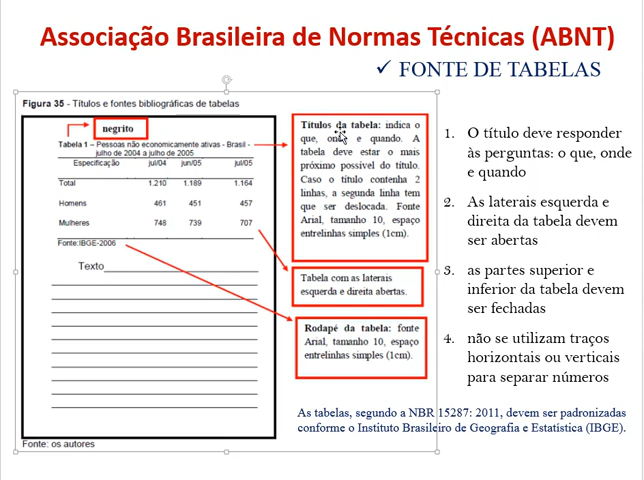 Associação Brasileira de Normas Técnicas (ABNT)
✓ FONTE DE TABELAS
Figura 35 - Títulos e fontes bibliográficas de tabelas
negrito
Tabela 1 – Pessoas não economicamente ativas - Brasil -
julho de 2004 a julho de 2005
Especificação jul/04 jun/05 jul/05
Total 1.210 1.189 1.164
Homens 461 451 457
Mulheres 748 739 707
Fonte:IBGE-2006
Texto
Títulos da tabela: indica o
que, onde e quando. A
tabela deve estar o mais
próximo possível do título.
Caso o título contenha 2
linhas, a segunda linha tem
que ser deslocada. Fonte
Arial, tamanho 10, espaço
entrelinhas simples (1cm).
Tabela com as laterais
esquerda e direita abertas.
Rodapé da tabela: fonte
Arial, tamanho 10, espaço
entrelinhas simples (1cm).
Fonte: os autores
1. O título deve responder
às perguntas: o que, onde
e quando
2. As laterais esquerda e
direita da tabela devem
ser abertas
3. as partes superior e
inferior da tabela devem
ser fechadas
4. não se utilizam traços
horizontais ou verticais
para separar números
As tabelas, segundo a NBR 15287: 2011, devem ser padronizadas
conforme o Instituto Brasileiro de Geografia e Estatística (IBGE).